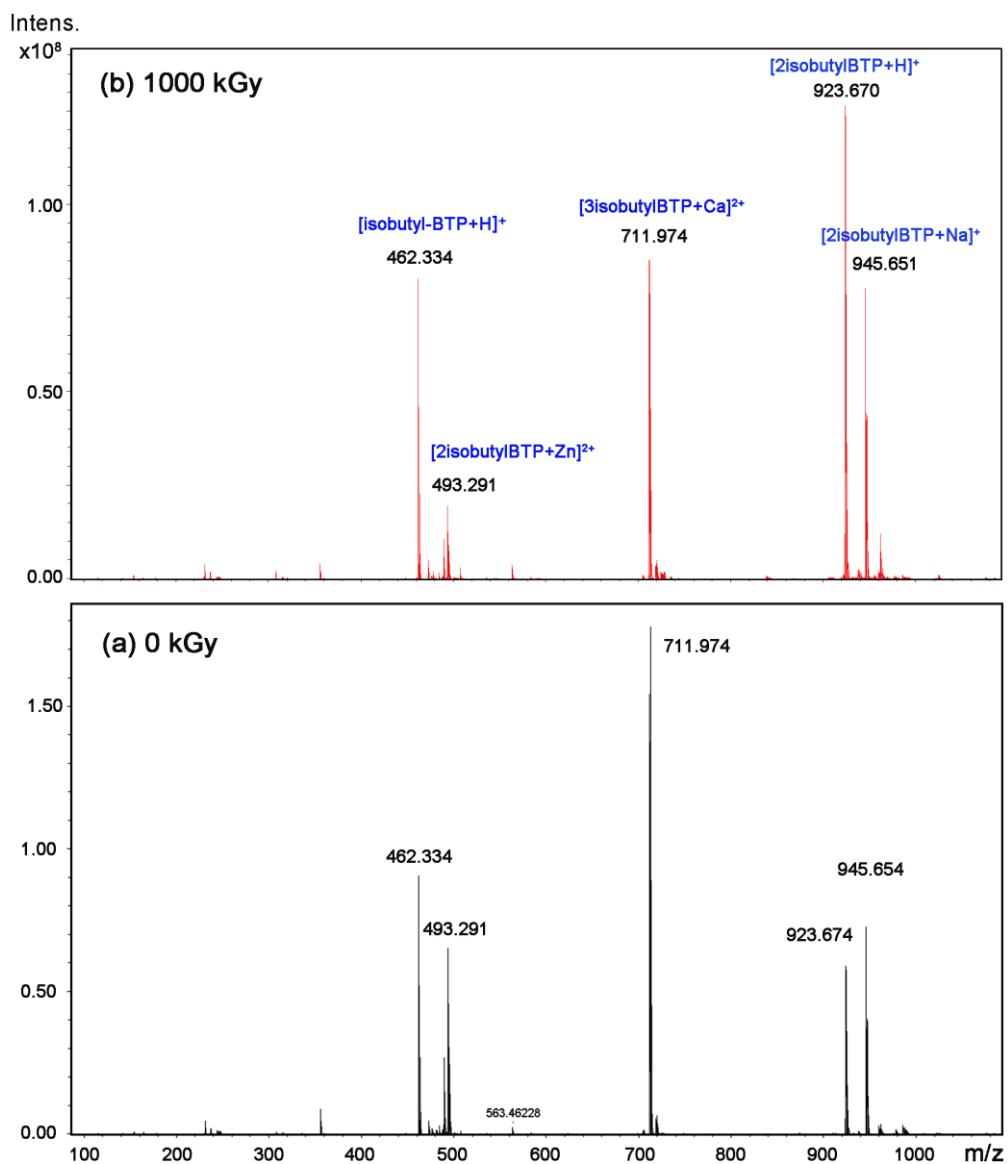 Intens.
x10⁸
(b) 1000 kGy
[2isobutylBTP+H]⁺
923.670
[isobutyl-BTP+H]⁺
462.334
[3isobutylBTP+Ca]²⁺
711.974
[2isobutylBTP+Na]⁺
945.651
[2isobutylBTP+Zn]²⁺
493.291
1.00
0.50
0.00
(a) 0 kGy
711.974
462.334
493.291
563.46228
945.654
923.674
1.50
1.00
0.50
0.00
100 200 300 400 500 600 700 800 900 1000 m/z